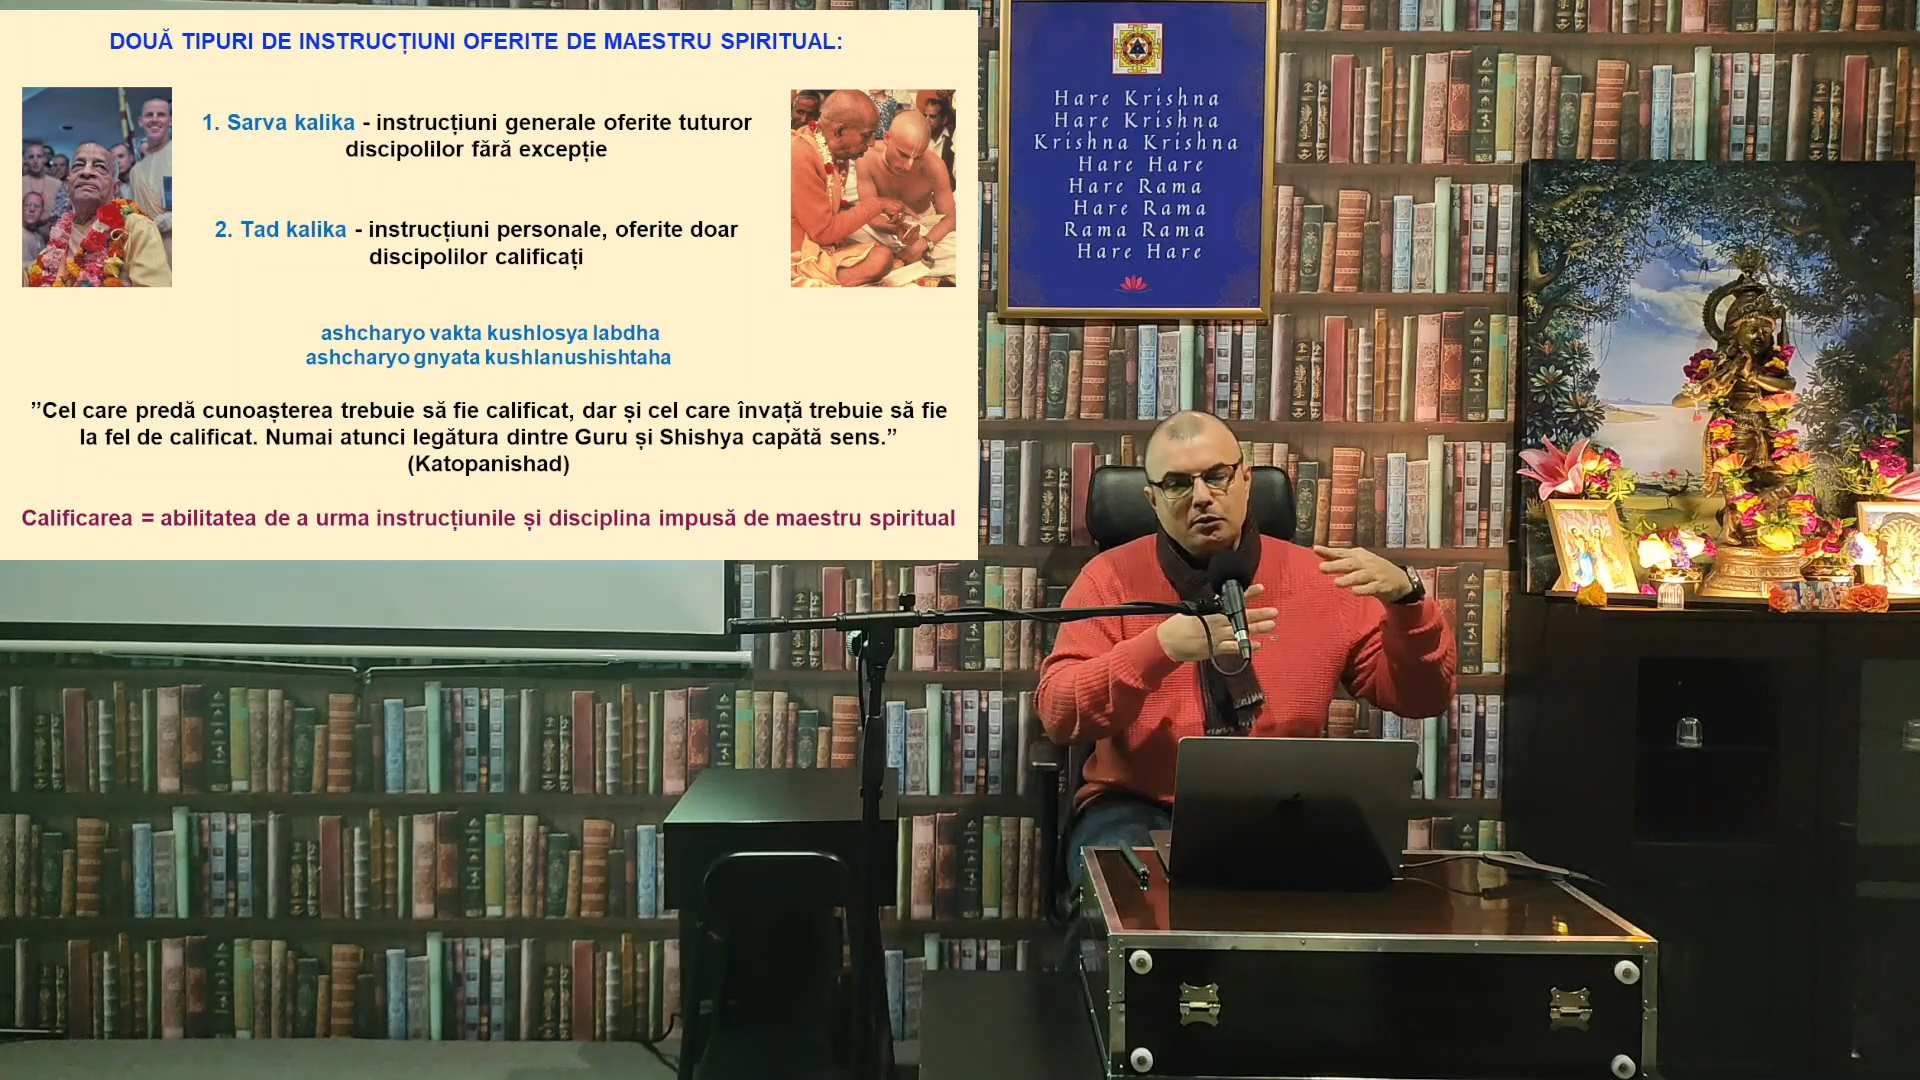 DOUĂ TIPURI DE INSTRUCȚIUNI OFERITE DE MAESTRU SPIRITUAL:
1. Sarva kalika - instrucțiuni generale oferite tuturor
discipolilor fără excepție
2. Tad kalika - instrucțiuni personale, oferite doar
discipolilor calificați
ashcharyo vakta kushlosya labdha
ashcharyo gnyata kushlanushishtaha
”Cel care predă cunoașterea trebuie să fie calificat, dar și cel care învață trebuie să fie
la fel de calificat. Numai atunci legătura dintre Guru și Shishya capătă sens.”
(Katopanishad)
Calificarea = abilitatea de a urma instrucțiunile și disciplina impusă de maestru spiritual
Hare Krishna
Hare Krishna
Krishna Krishna
Hare Hare
Hare Rama
Hare Rama
Rama Rama
Hare Hare